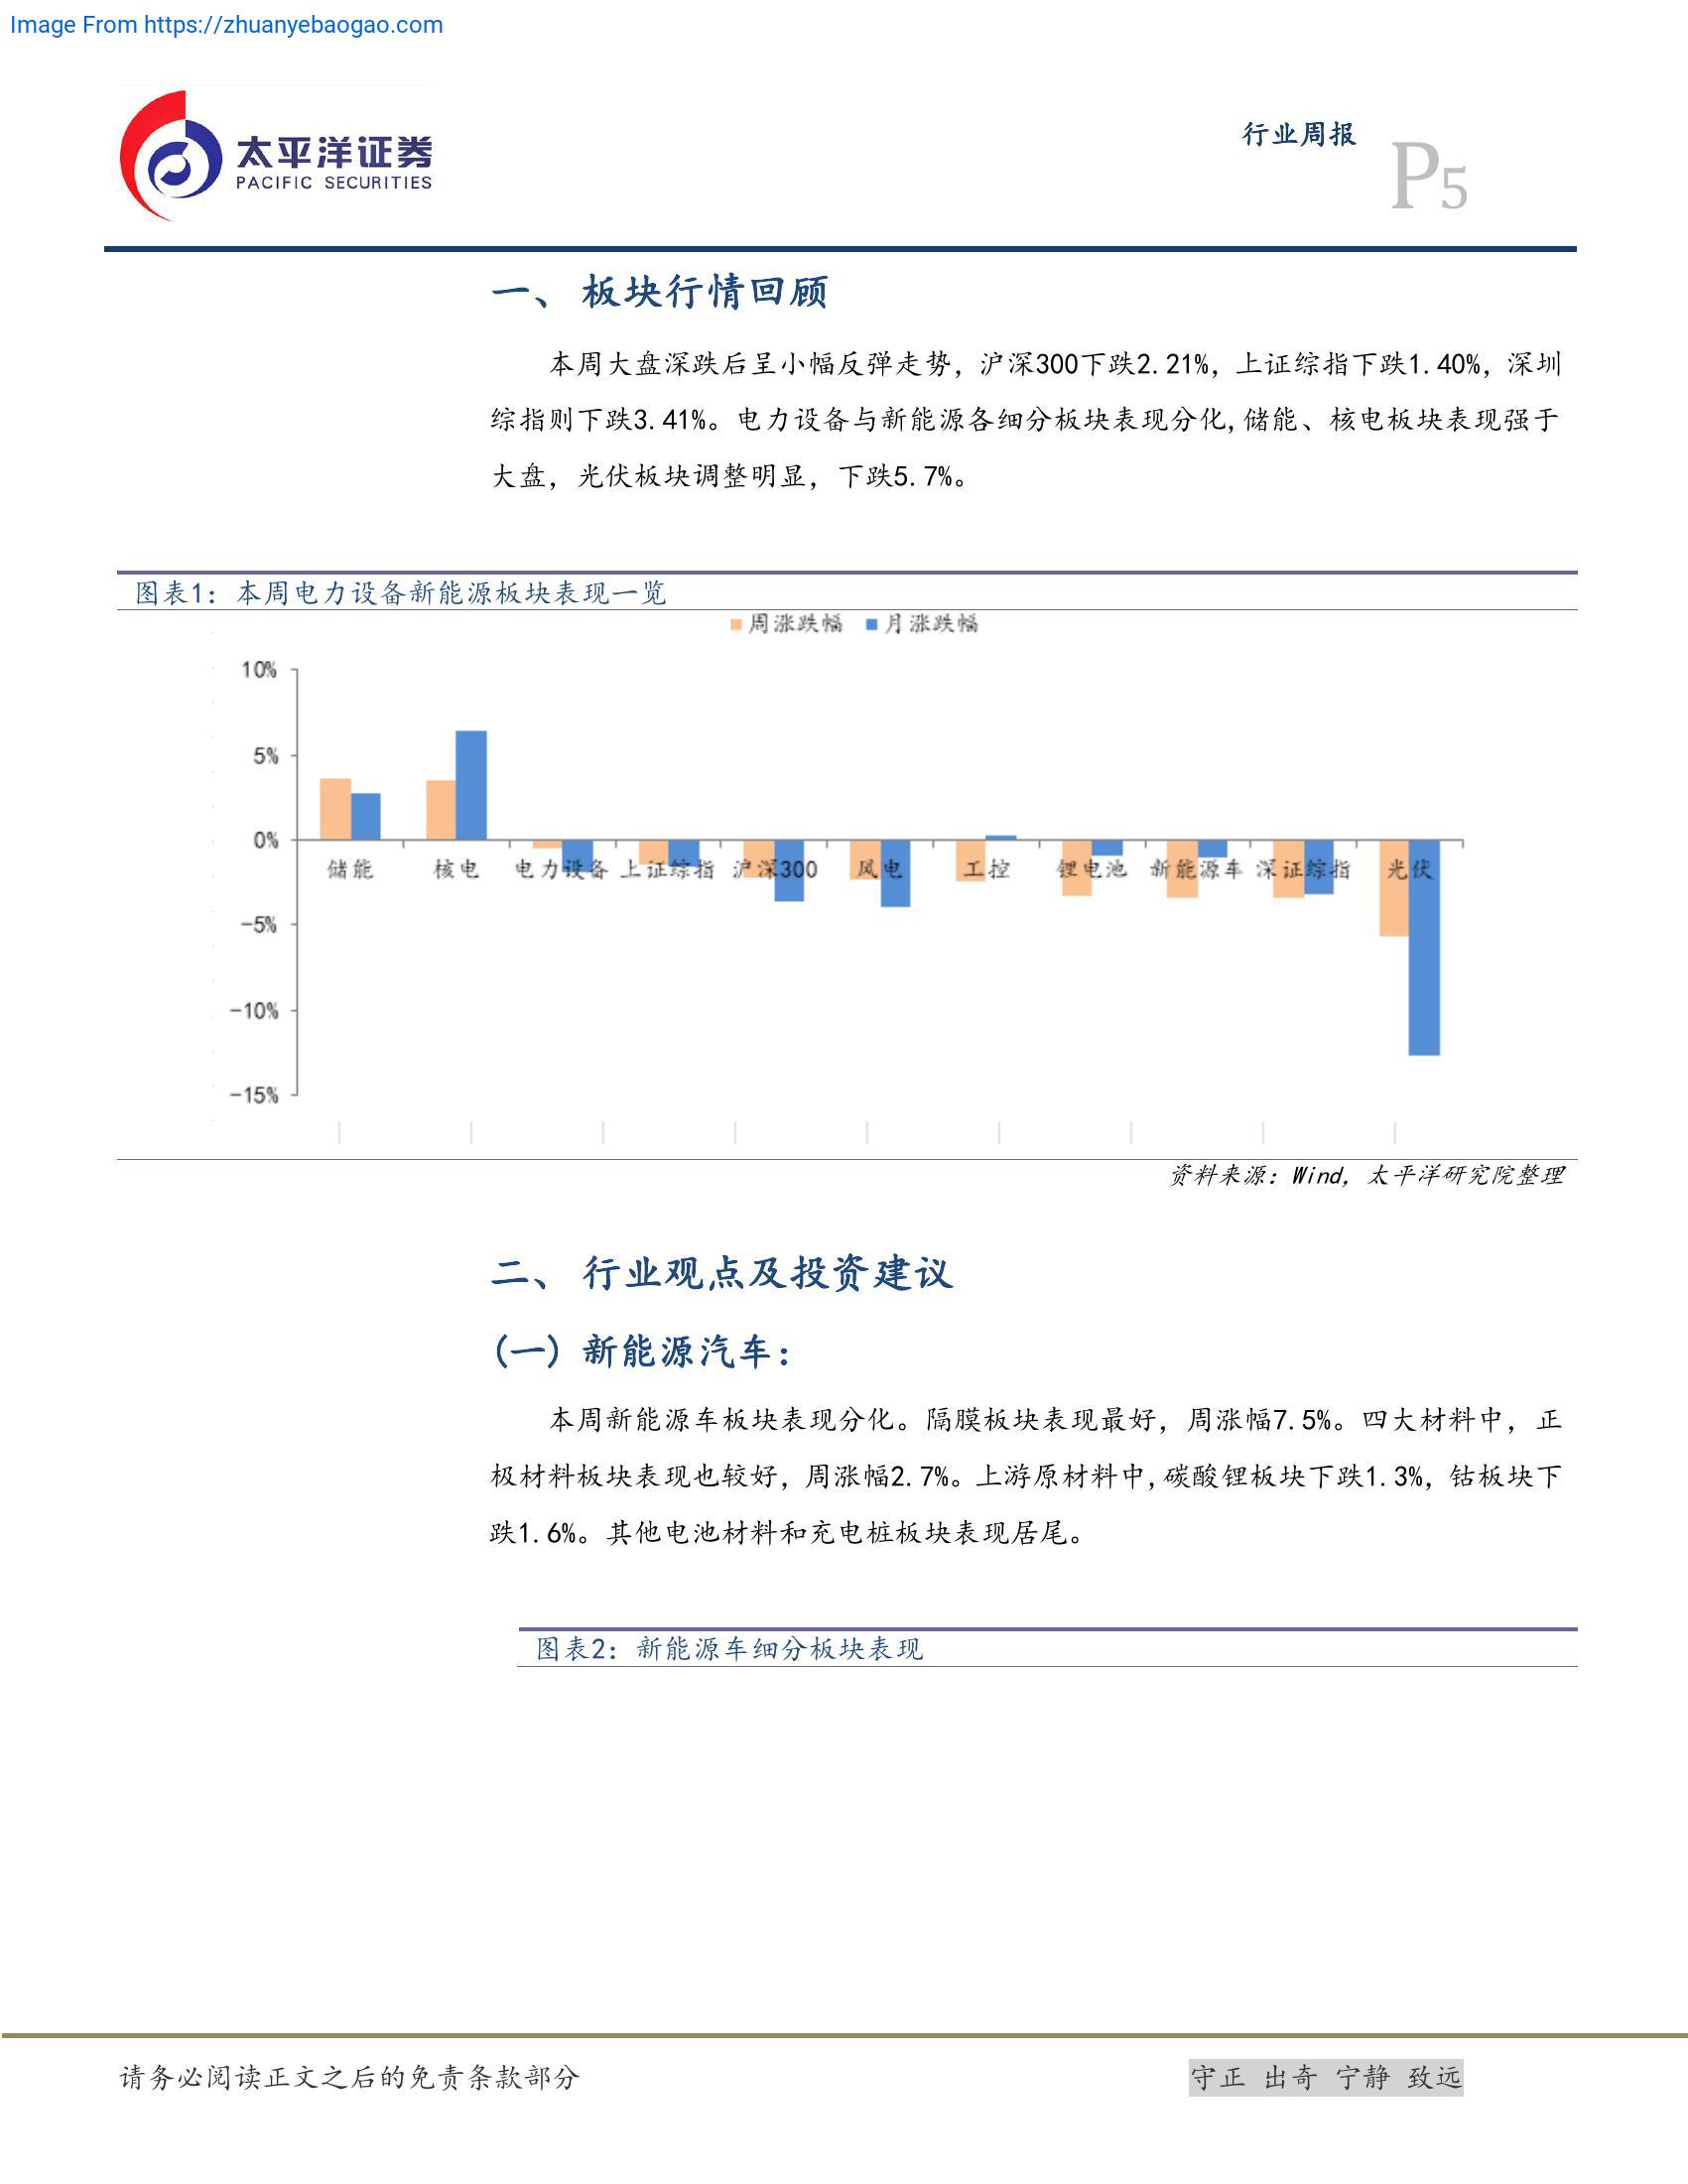 Image From https://zhuanyebaogao.com
太平洋证券
PACIFIC SECURITIES
行业周报
P5
一、 板块行情回顾
本周大盘深跌后呈小幅反弹走势，沪深300下跌2.21%，上证综指下跌1.40%，深圳
综指则下跌3.41%。电力设备与新能源各细分板块表现分化,储能、核电板块表现强于
大盘，光伏板块调整明显，下跌5.7%。
图表1：本周电力设备新能源板块表现一览
周涨跌幅 月涨跌幅
10%
5%
0%
储能 核电 电力设备 上证综指 沪深300 风电 工控 锂电池 新能源车 深证综指 光伏
-5%
-10%
-15%
资料来源：Wind，太平洋研究院整理
二、 行业观点及投资建议
(一) 新能源汽车：
本周新能源车板块表现分化。隔膜板块表现最好，周涨幅7.5%。四大材料中，正
极材料板块表现也较好，周涨幅2.7%。上游原材料中,碳酸锂板块下跌1.3%，钴板块下
跌1.6%。其他电池材料和充电桩板块表现居尾。
图表2：新能源车细分板块表现
请务必阅读正文之后的免责条款部分
守正 出奇 宁静 致远